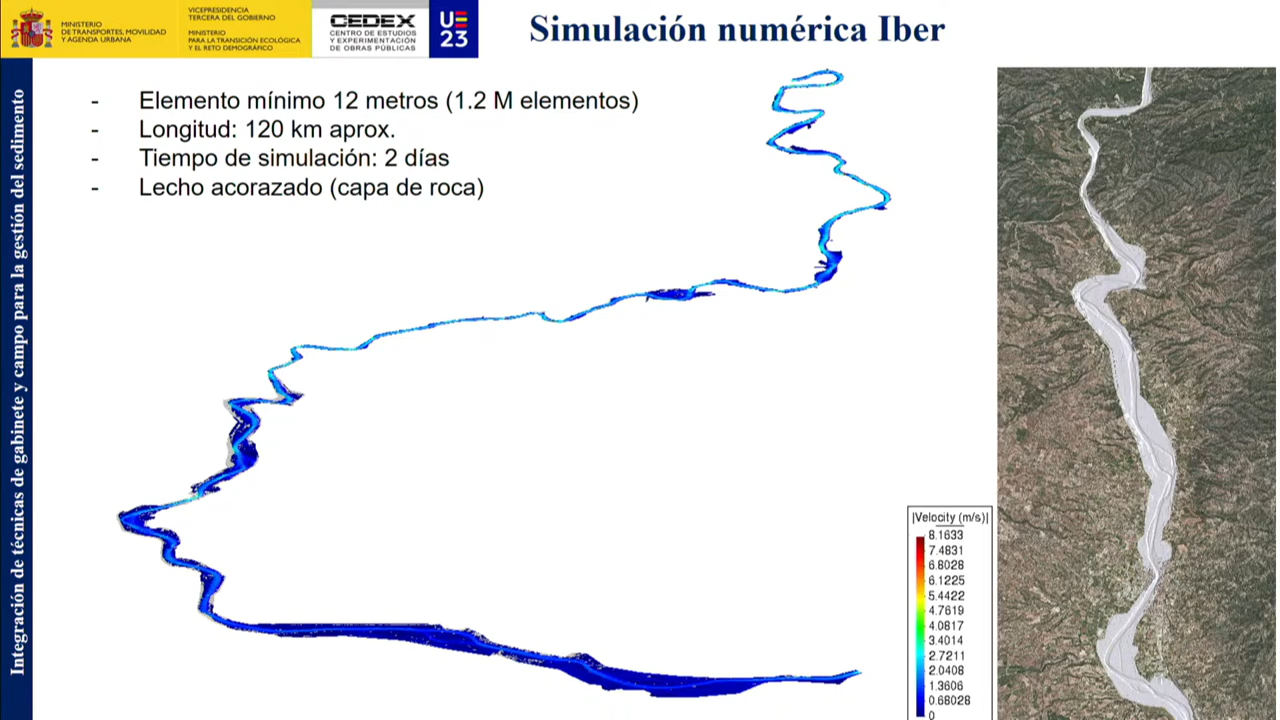 MINISTERIO
DE TRANSPORTES, MOVILIDAD
Y AGENDA URBANA
VICEPRESIDENCIA
TERCERA DEL GOBIERNO
MINISTERIO
PARA LA TRANSICIÓN ECOLÓGICA
Y EL RETO DEMOGRÁFICO
CEDEX
CENTRO DE ESTUDIOS
Y EXPERIMENTACIÓN
DE OBRAS PÚBLICAS
UE
23
Simulación numérica Iber
Integración de técnicas de gabinete y campo para la gestión del sedimento
- Elemento mínimo 12 metros (1.2 M elementos)
- Longitud: 120 km aprox.
- Tiempo de simulación: 2 días
- Lecho acorazado (capa de roca)
|Velocity (m/s)|
8.1633
7.4831
6.8028
6.1225
5.4422
4.7619
4.0817
3.4014
2.7211
2.0408
1.3606
0.68028
0